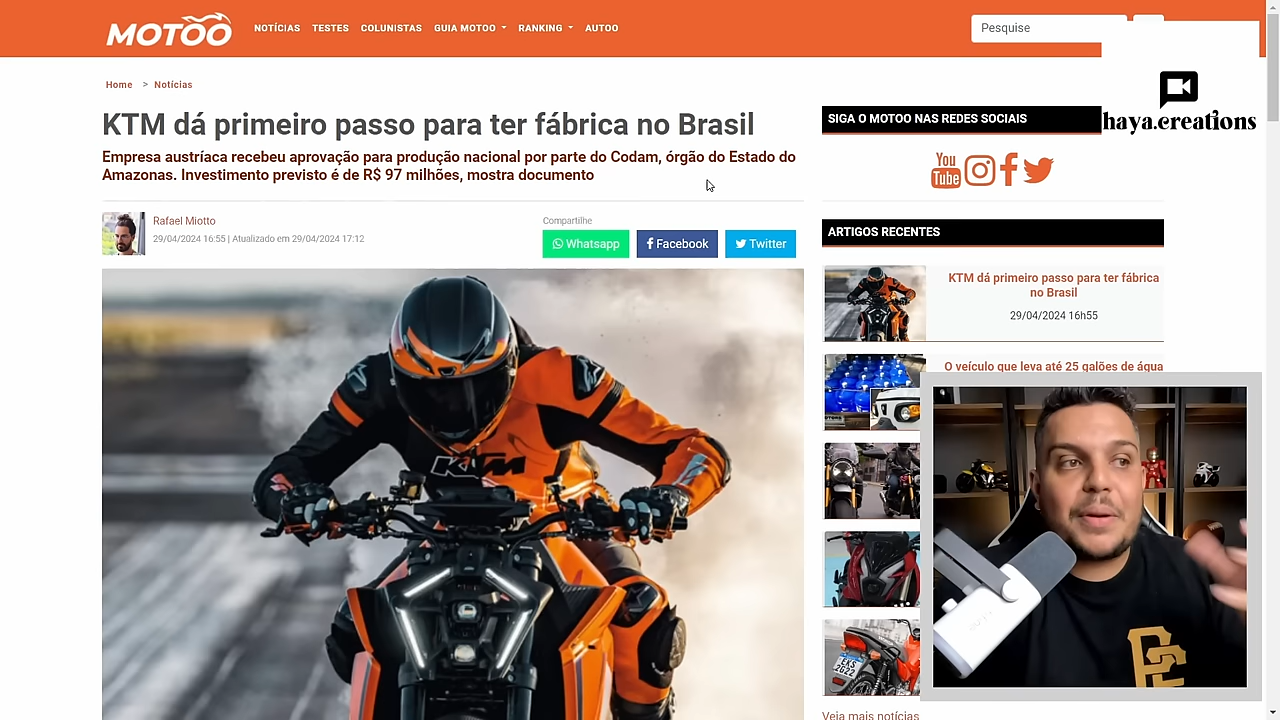 MOTOO
NOTÍCIAS TESTES COLUNISTAS GUIA MOTOO RANKING AUTOO
Pesquise
haya.creations
Home > Notícias
KTM dá primeiro passo para ter fábrica no Brasil
Empresa austríaca recebeu aprovação para produção nacional por parte do Codam, órgão do Estado do
Amazonas. Investimento previsto é de R$ 97 milhões, mostra documento
Rafael Miotto
29/04/2024 16:55 | Atualizado em 29/04/2024 17:12
Compartilhe
Whatsapp Facebook Twitter
KTM
SIGA O MOTOO NAS REDES SOCIAIS
You
Tube
ARTIGOS RECENTES
KTM dá primeiro passo para ter fábrica
no Brasil
29/04/2024 16h55
O veículo que leva até 25 galões de água
Veja mais notícias